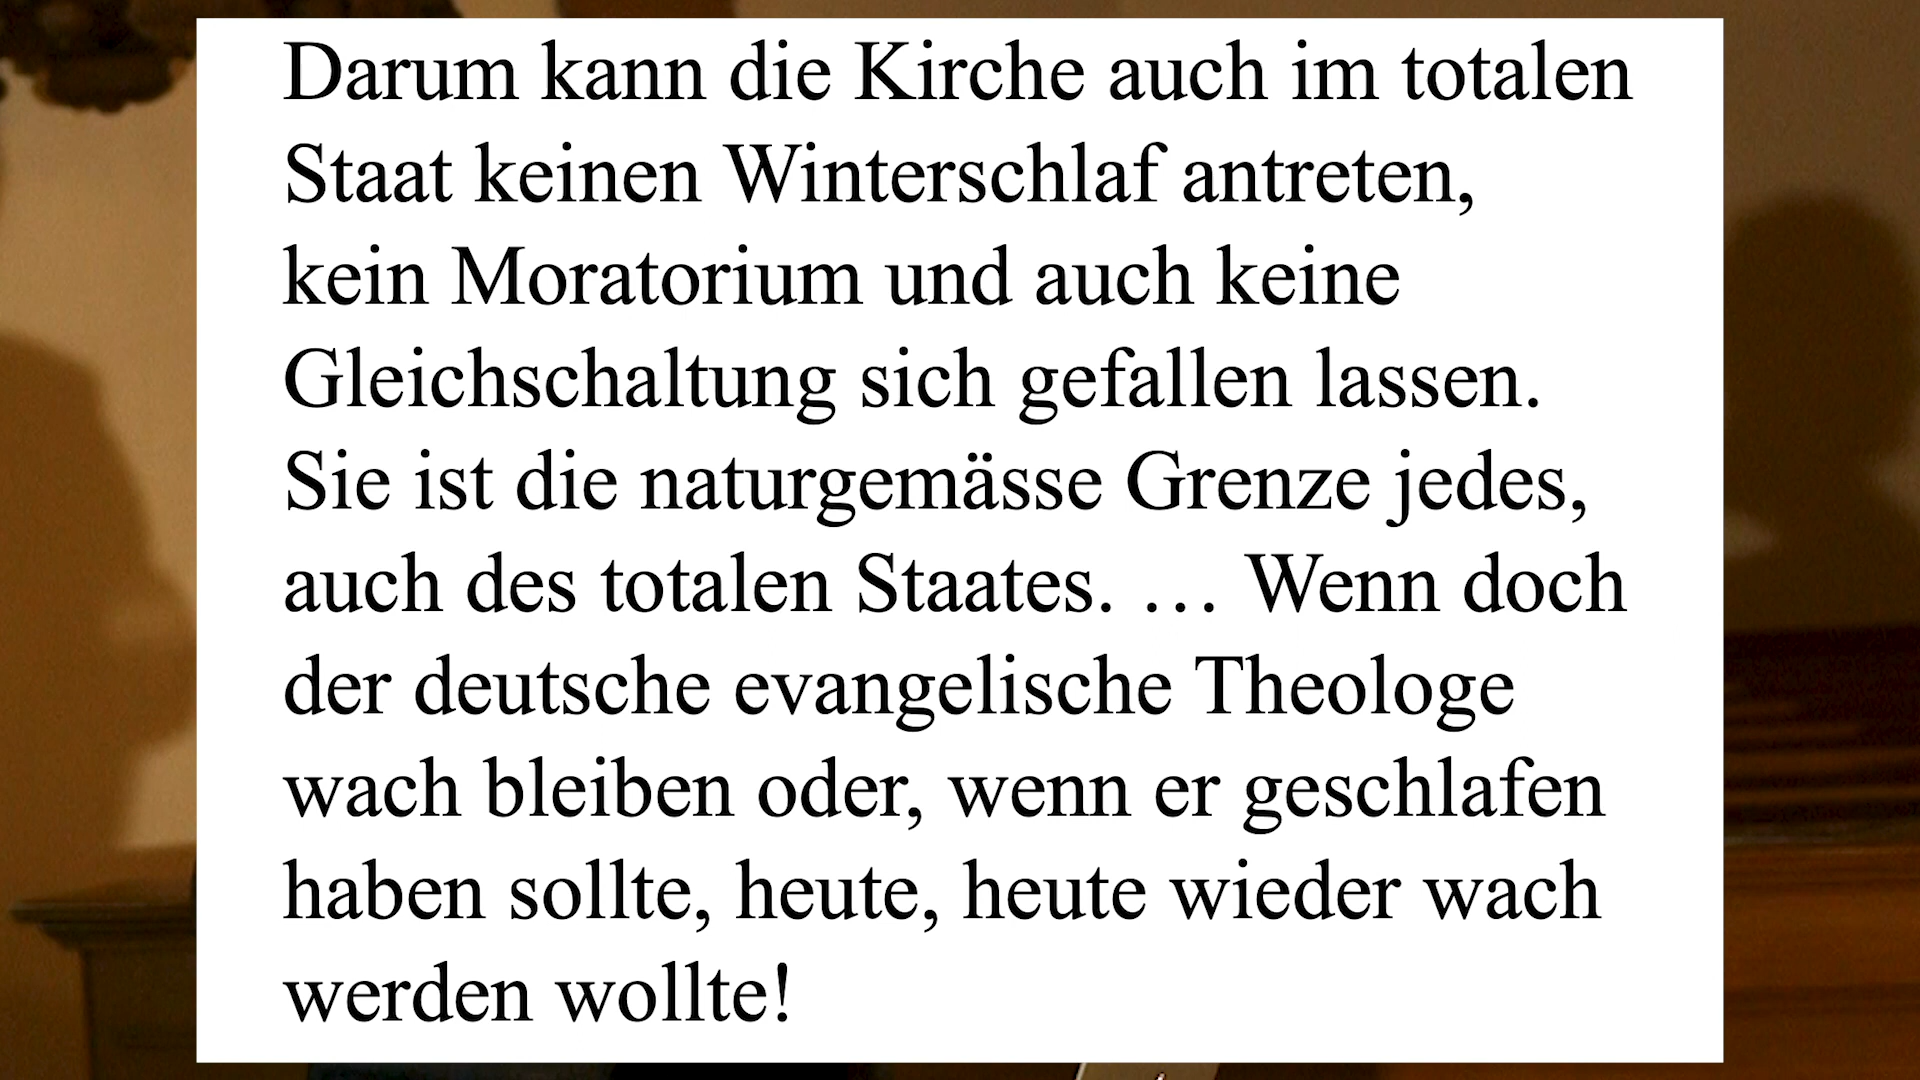 Darum kann die Kirche auch im totalen
Staat keinen Winterschlaf antreten,
kein Moratorium und auch keine
Gleichschaltung sich gefallen lassen.
Sie ist die naturgemässe Grenze jedes,
auch des totalen Staates. … Wenn doch
der deutsche evangelische Theologe
wach bleiben oder, wenn er geschlafen
haben sollte, heute, heute wieder wach
werden wollte!